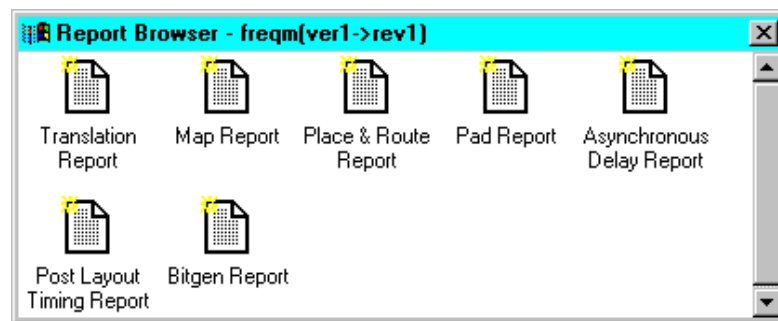 Report Browser - freqm(ver1->rev1)
Translation Report
Map Report
Place & Route Report
Pad Report
Asynchronous Delay Report
Post Layout Timing Report
Bitgen Report